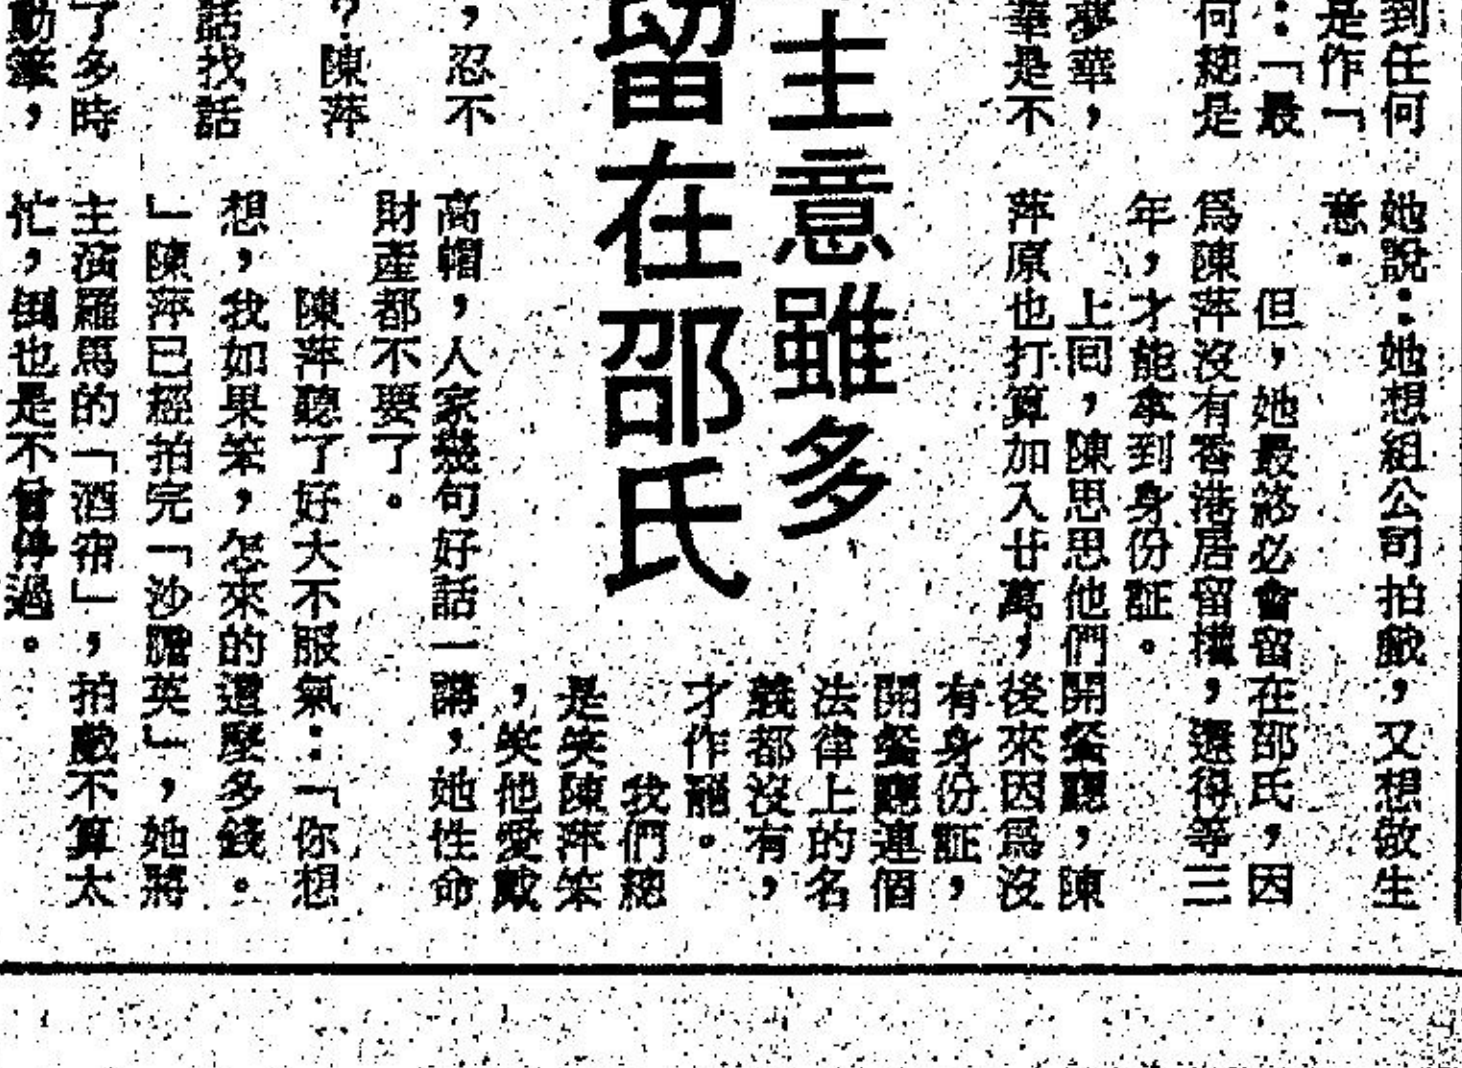 到任何
是作「
：「最
何總是
夢華，
華是不
主意雖多
留在邵氏
，忍不
？陳萍
話找話
了多時
動筆，
她說：她想組公司拍戲，又想做生
意。
但，她最終必會留在邵氏，因
爲陳萍沒有香港居留權，還得等三
年，才能拿到身份証。
上回，陳思思他們開餐廳，陳
萍原也打算加入廿萬，後來因爲沒
有身份証，
開餐廳連個
法律上的名
義都沒有，
才作罷。
我們總
是笑陳萍笨
，笑他愛戴
高帽，人家幾句好話一講，她性命
財產都不要了。
陳萍聽了好大不服氣：「你想
想，我如果笨，怎來的這麼多錢。
」陳萍已經拍完「沙膽英」，她將
主演羅馬的「酒帘」，拍戲不算太
忙，倒也是不曾停過。